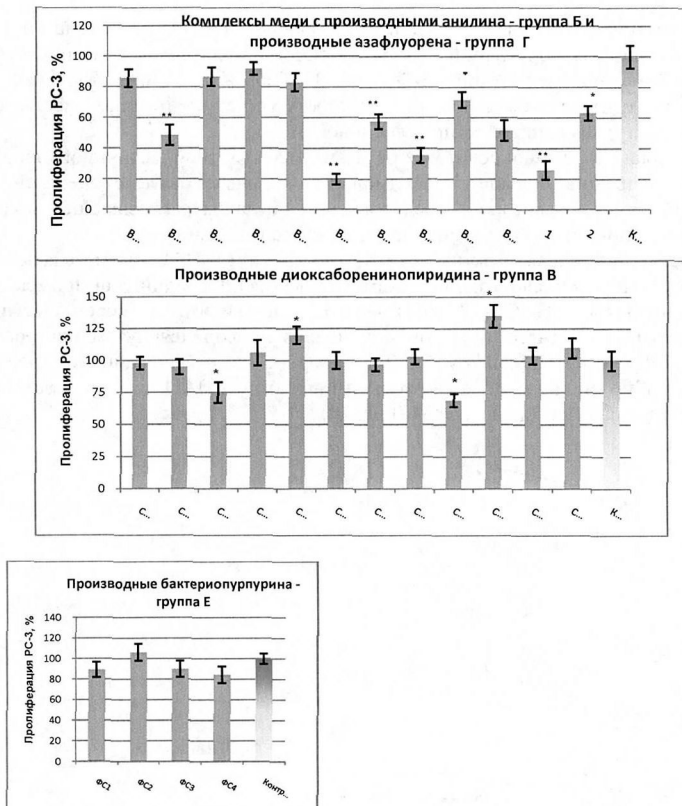 Комплексы меди с производными анилина - группа Б и
производные азафлуорена - группа Г
Пролиферация PC-3, %
120
100
80
60
40
20
0
** ** ** * ** *
В... В... В... В... В... В... В... В... В... В... 1 2 К...
Производные диоксаборенинопиридина - группа В
Пролиферация PC-3, %
150
125
100
75
50
25
0
* * * *
С... С... С... С... С... С... С... С... С... С... С... С... К...
Производные бактериопурпурина -
группа Е
Пролиферация PC-3, %
140
120
100
80
60
40
20
0
ФС1 ФС2 ФС3 ФС4 Контр...